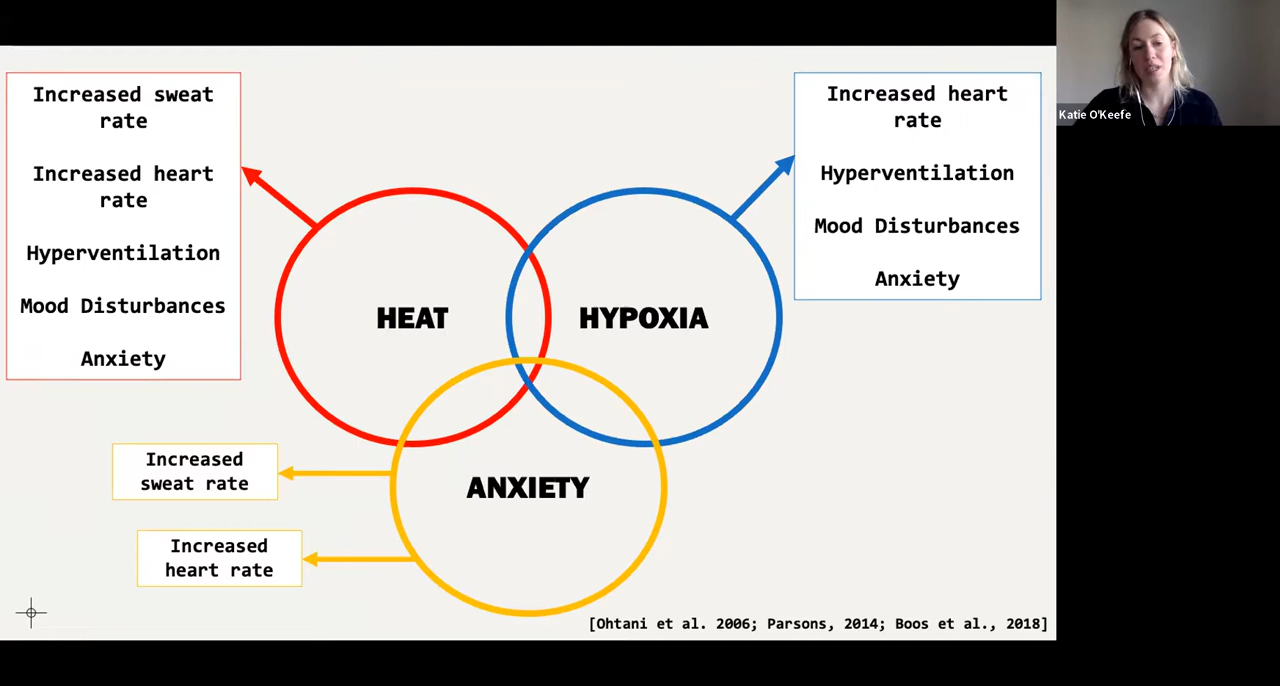 Increased sweat
rate
Increased heart
rate
Hyperventilation
Mood Disturbances
Anxiety
HEAT
HYPOXIA
ANXIETY
Increased heart
rate
Hyperventilation
Mood Disturbances
Anxiety
Increased
sweat rate
Increased
heart rate
[Ohtani et al. 2006; Parsons, 2014; Boos et al., 2018]
Katie O'Keefe